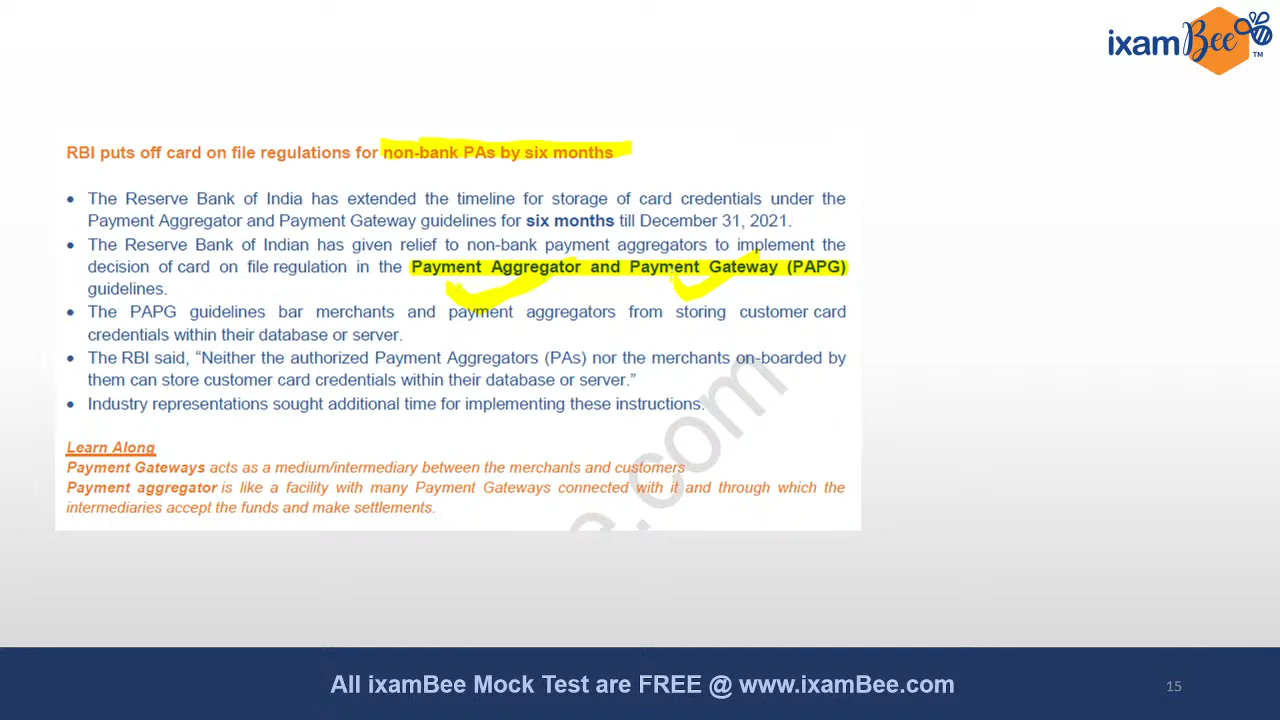 ixamBee
TM
RBI puts off card on file regulations for non-bank PAs by six months
• The Reserve Bank of India has extended the timeline for storage of card credentials under the
Payment Aggregator and Payment Gateway guidelines for six months till December 31, 2021.
• The Reserve Bank of Indian has given relief to non-bank payment aggregators to implement the
decision of card on file regulation in the Payment Aggregator and Payment Gateway (PAPG)
guidelines.
• The PAPG guidelines bar merchants and payment aggregators from storing customer card
credentials within their database or server.
• The RBI said, “Neither the authorized Payment Aggregators (PAs) nor the merchants on-boarded by
them can store customer card credentials within their database or server.”
• Industry representations sought additional time for implementing these instructions.
Learn Along
Payment Gateways acts as a medium/intermediary between the merchants and customers
Payment aggregator is like a facility with many Payment Gateways connected with it and through which the
intermediaries accept the funds and make settlements.
e.com
All ixamBee Mock Test are FREE @ www.ixamBee.com
15